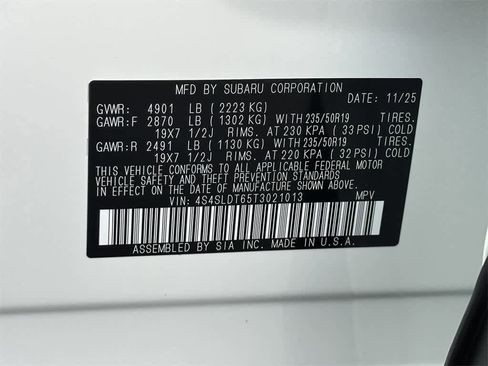 MFD BY SUBARU CORPORATION
GVWR: 4901 LB (2223 KG) DATE: 11/25
GAWR:F 2870 LB (1302 KG) WITH 235/50R19 TIRES.
19X7 1/2J RIMS. AT 230 KPA (33 PSI) COLD
GAWR:R 2491 LB (1130 KG) WITH 235/50R19 TIRES.
19X7 1/2J RIMS. AT 220 KPA (32 PSI) COLD
THIS VEHICLE CONFORMS TO ALL APPLICABLE FEDERAL MOTOR
VEHICLE SAFETY, BUMPER, AND THEFT PREVENTION STANDARDS
IN EFFECT ON THE DATE OF MANUFACTURE SHOWN ABOVE.
VIN: 4S4SLDT65T3021013 MPV
ASSEMBLED BY SIA INC. MADE IN U.S.A.